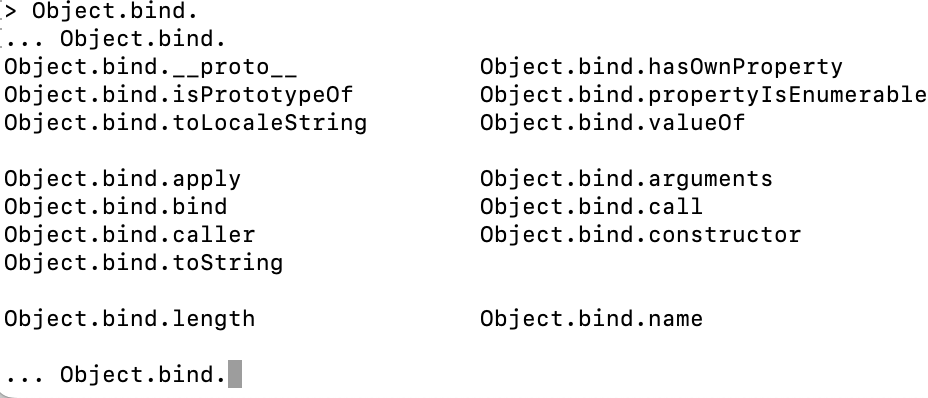 > Object.bind.
... Object.bind.
Object.bind.__proto__ Object.bind.hasOwnProperty
Object.bind.isPrototypeOf Object.bind.propertyIsEnumerable
Object.bind.toLocaleString Object.bind.valueOf
Object.bind.apply Object.bind.arguments
Object.bind.bind Object.bind.call
Object.bind.caller Object.bind.constructor
Object.bind.toString
Object.bind.length Object.bind.name
... Object.bind.